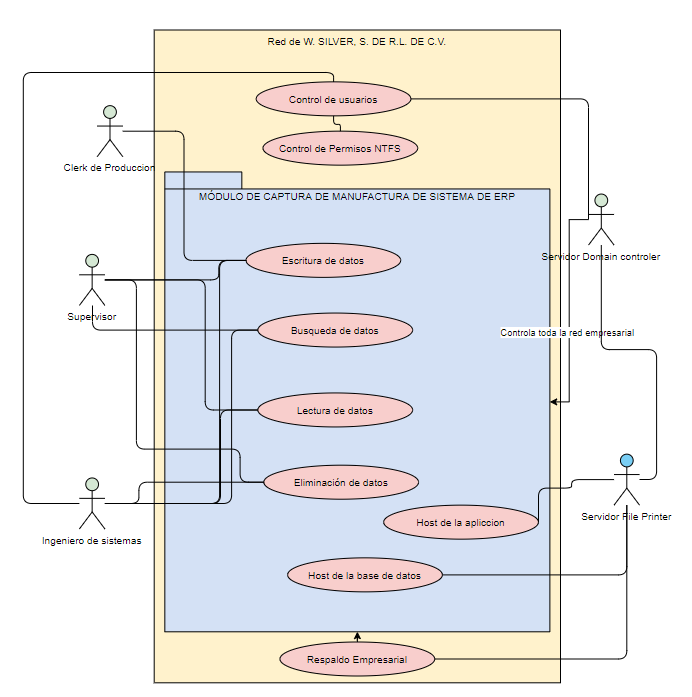 Red de W. SILVER, S. DE R.L. DE C.V.
Control de usuarios
Control de Permisos NTFS
Clerk de Produccion
MÓDULO DE CAPTURA DE MANUFACTURA DE SISTEMA DE ERP
Servidor Domain controler
Escritura de datos
Supervisor
Busqueda de datos
Controla toda la red empresarial
Lectura de datos
Eliminación de datos
Host de la apliccion
Servidor File Printer
Ingeniero de sistemas
Host de la base de datos
Respaldo Empresarial